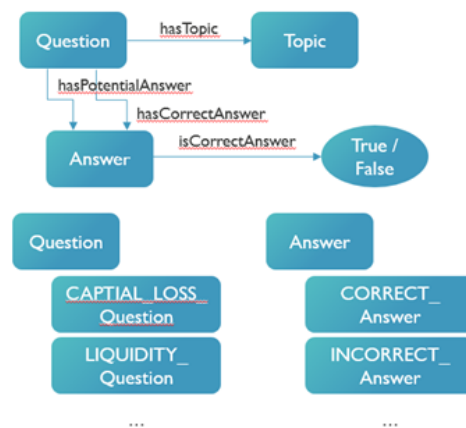 Question
hasTopic
Topic
hasPotentialAnswer
hasCorrectAnswer
Answer
isCorrectAnswer
True /
False
Question
Answer
CAPTIAL_LOSS_
Question
CORRECT_
Answer
LIQUIDITY_
Question
INCORRECT_
Answer
...
...